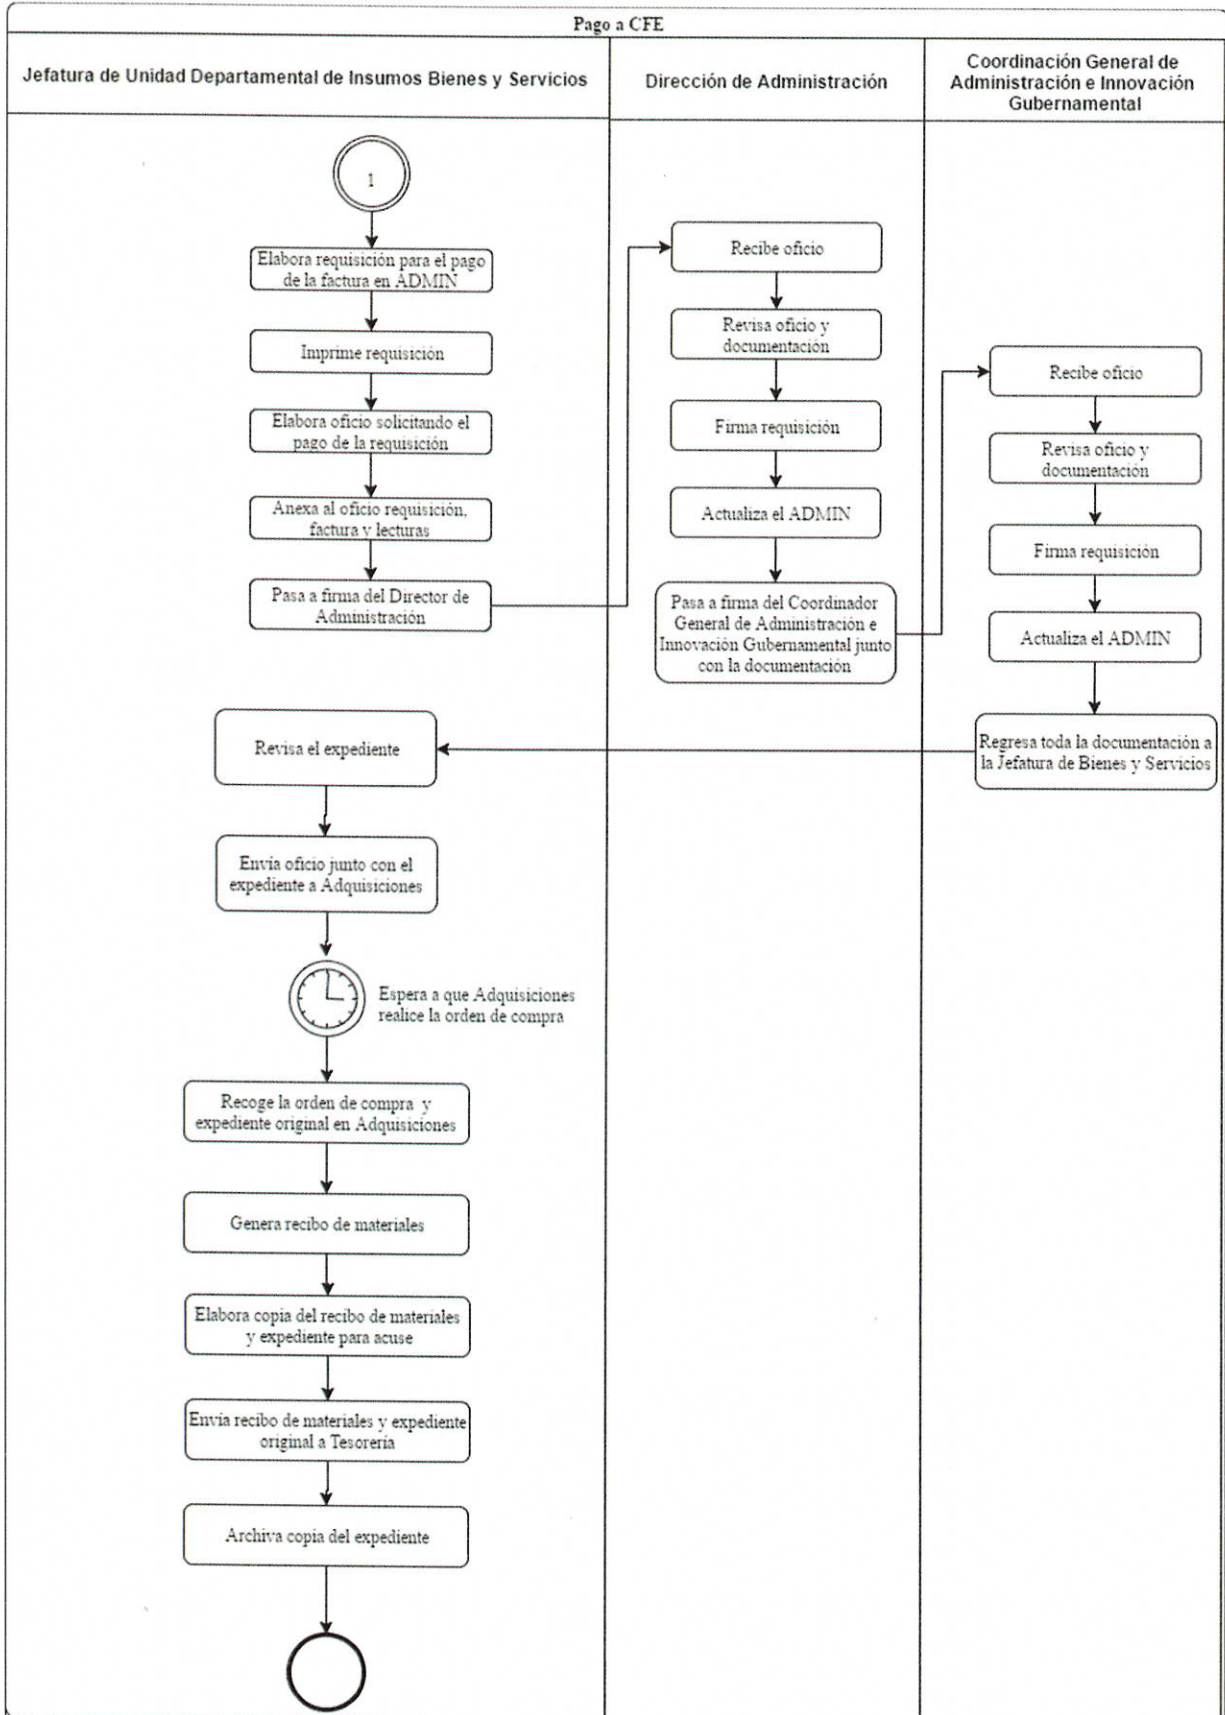 Pago a CFE
Jefatura de Unidad Departamental de Insumos Bienes y Servicios
Dirección de Administración
Coordinación General de
Administración e Innovación
Gubernamental
1
Elabora requisición para el pago
de la factura en ADMIN
Imprime requisición
Elabora oficio solicitando el
pago de la requisición
Anexa al oficio requisición,
factura y lecturas
Pasa a firma del Director de
Administración
Recibe oficio
Revisa oficio y
documentación
Firma requisición
Actualiza el ADMIN
Pasa a firma del Coordinador
General de Administración e
Innovación Gubernamental junto
con la documentación
Recibe oficio
Revisa oficio y
documentación
Firma requisición
Actualiza el ADMIN
Regresa toda la documentación a
la Jefatura de Bienes y Servicios
Revisa el expediente
Envía oficio junto con el
expediente a Adquisiciones
Espera a que Adquisiciones
realice la orden de compra
Recoge la orden de compra y
expediente original en Adquisiciones
Genera recibo de materiales
Elabora copia del recibo de materiales
y expediente para acuse
Envía recibo de materiales y expediente
original a Tesorería
Archiva copia del expediente